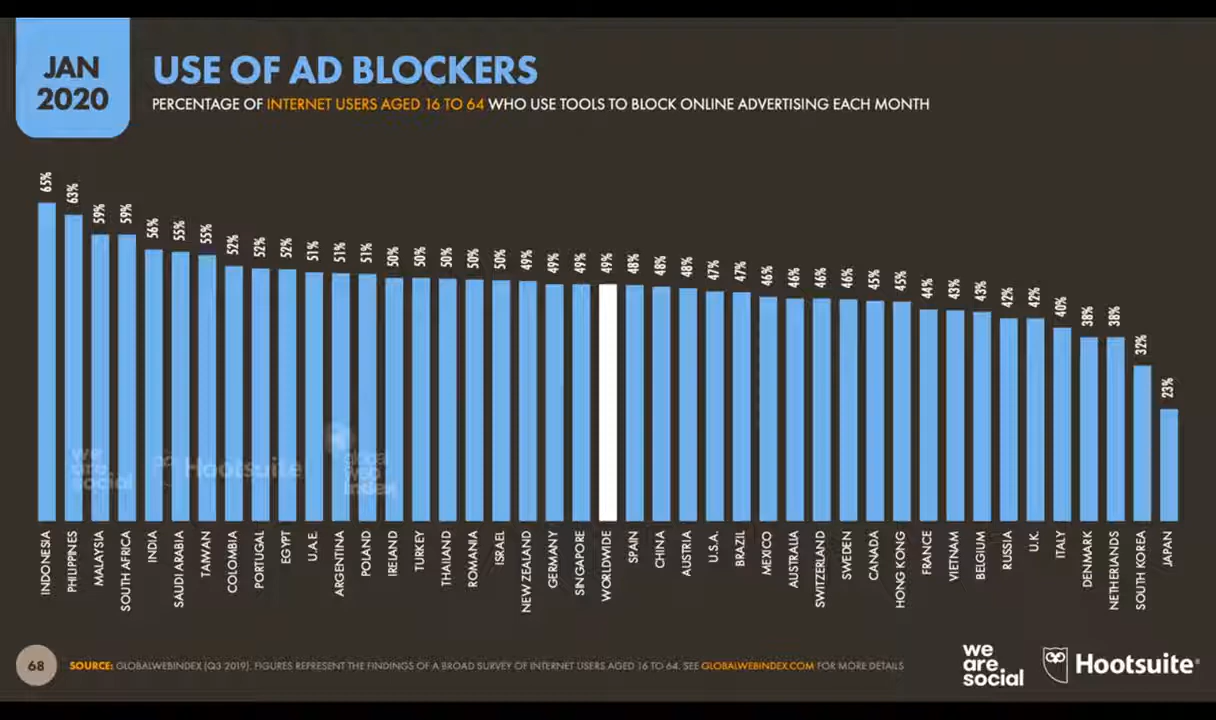 JAN
2020
USE OF AD BLOCKERS
PERCENTAGE OF INTERNET USERS AGED 16 TO 64 WHO USE TOOLS TO BLOCK ONLINE ADVERTISING EACH MONTH
65% 63% 59% 59% 56% 55% 55% 52% 52% 52% 51% 51% 51% 50% 50% 50% 50% 50% 49% 49% 49% 49% 48% 48% 48% 47% 47% 46% 46% 46% 46% 45% 45% 44% 43% 43% 42% 42% 40% 38% 38% 32% 23%
we
are
social
Hootsuite
global
web
index
INDONESIA PHILIPPINES MALAYSIA SOUTH AFRICA INDIA SAUDI ARABIA TAIWAN COLOMBIA PORTUGAL EGYPT U.A.E. ARGENTINA POLAND IRELAND TURKEY THAILAND ROMANIA ISRAEL NEW ZEALAND GERMANY SINGAPORE WORLDWIDE SPAIN CHINA AUSTRIA U.S.A. BRAZIL MEXICO AUSTRALIA SWITZERLAND SWEDEN CANADA HONG KONG FRANCE VIETNAM BELGIUM RUSSIA U.K. ITALY DENMARK NETHERLANDS SOUTH KOREA JAPAN
68
SOURCE: GLOBALWEBINDEX (Q3 2019). FIGURES REPRESENT THE FINDINGS OF A BROAD SURVEY OF INTERNET USERS AGED 16 TO 64. SEE GLOBALWEBINDEX.COM FOR MORE DETAILS
we
are
social
Hootsuite®